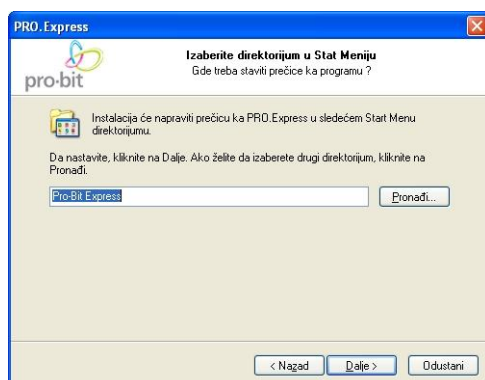 PRO.Express
pro·bit
Izaberite direktorijum u Stat Meniju
Gde treba staviti prečice ka programu ?
Instalacija će napraviti prečicu ka PRO.Express u sledećem Start Menu
direktorijumu.
Da nastavite, kliknite na Dalje. Ako želite da izaberete drugi direktorijum, kliknite na
Pronađi.
Pro-Bit Express
Pronađi...
< Nazad
Dalje >
Odustani